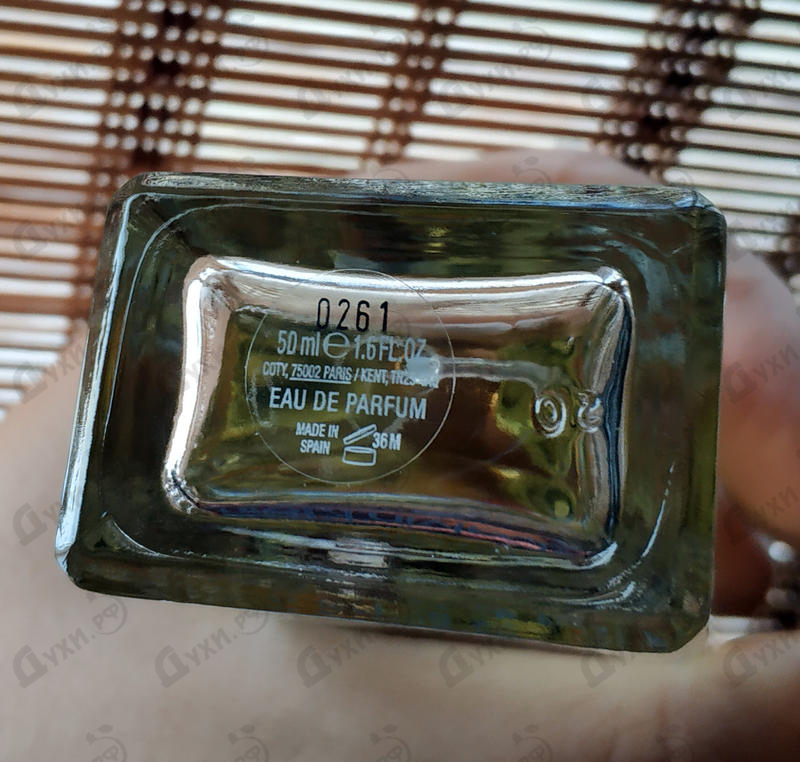 0261
50 ml ℮ 1.6 FL. OZ
COTY, 75002 PARIS / KENT,
EAU DE PARFUM
MADE IN
SPAIN
36M
Духи.рф